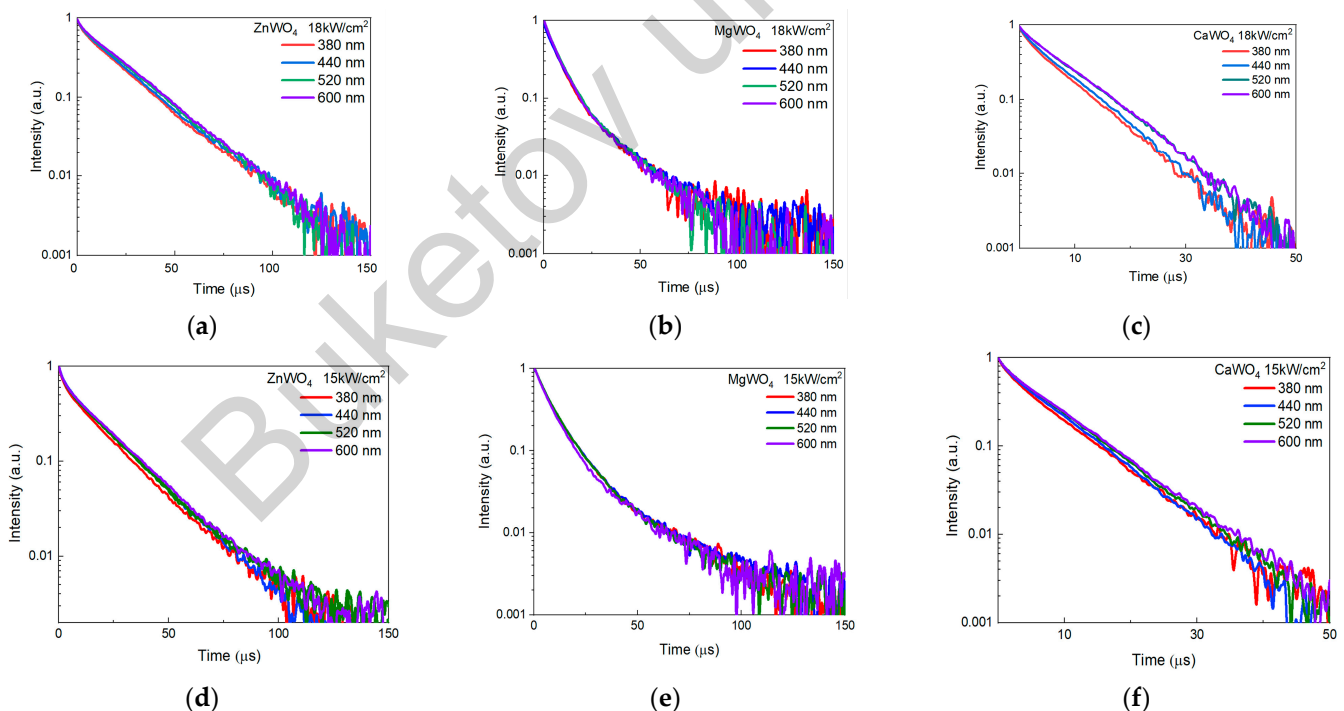 ZnWO4 18kW/cm²
380 nm
440 nm
520 nm
600 nm
Intensity (a.u.)
1
0.1
0.01
0.001
0 50 100 150
Time (μs)
(a)
MgWO4 18kW/cm²
380 nm
440 nm
520 nm
600 nm
Intensity (a.u.)
1
0.1
0.01
0.001
0 50 100 150
Time (μs)
(b)
CaWO4 18kW/cm²
380 nm
440 nm
520 nm
600 nm
Intensity (a.u.)
1
0.1
0.01
0.001
10 30 50
Time (μs)
(c)
ZnWO4 15kW/cm²
380 nm
440 nm
520 nm
600 nm
Intensity (a.u.)
1
0.1
0.01
0 50 100 150
Time (μs)
(d)
MgWO4 15kW/cm²
380 nm
440 nm
520 nm
600 nm
Intensity (a.u.)
1
0.1
0.01
0.001
0 50 100 150
Time (μs)
(e)
CaWO4 15kW/cm²
380 nm
440 nm
520 nm
600 nm
Intensity (a.u.)
1
0.1
0.01
0.001
10 30 50
Time (μs)
(f)
Buketov